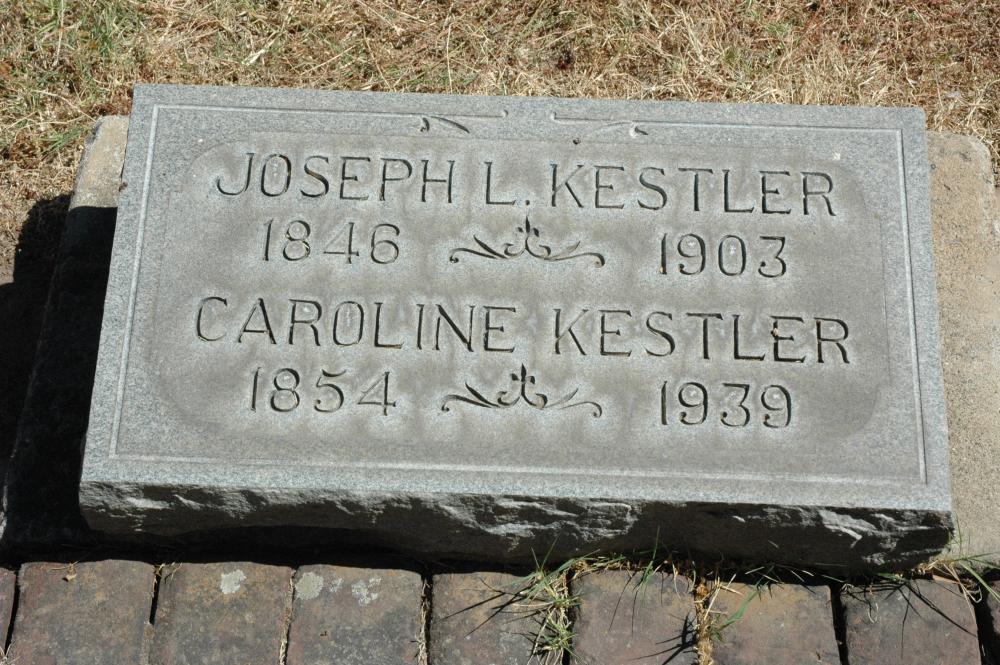 JOSEPH L. KESTLER
1846 1903
CAROLINE KESTLER
1854 1939